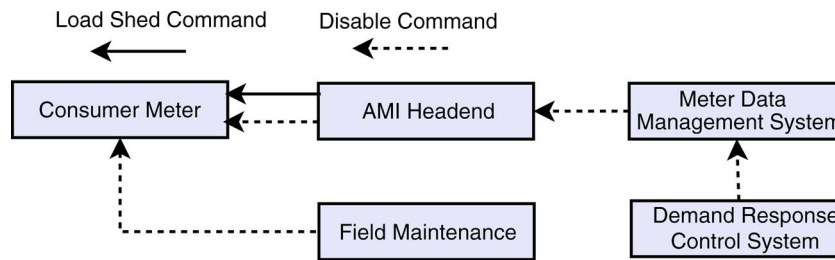 Load Shed Command
Disable Command
Consumer Meter
AMI Headend
Meter Data
Management System
Field Maintenance
Demand Response
Control System